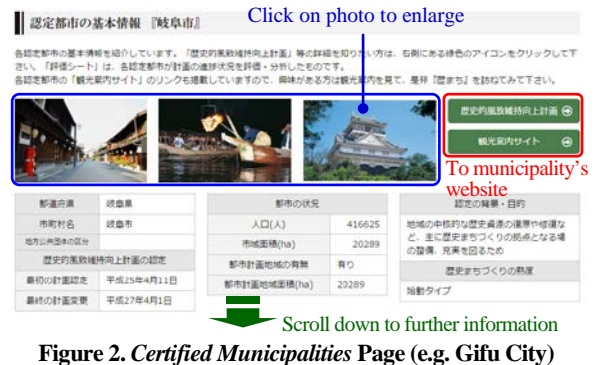 認定都市の基本情報 『岐阜市』
Click on photo to enlarge
各認定都市の基本情報を紹介しています。「歴史的風致維持向上計画」等の詳細を知りたい方は、右側にある緑色のアイコンをクリックして下
さい。「評価シート」は、各認定都市が計画の進捗状況を評価・分析したものです。
各認定都市の「観光案内サイト」のリンクも掲載していますので、興味がある方は観光案内を見て、是非『歴まち』を訪ねてみて下さい。
歴史的風致維持向上計画
観光案内サイト
To municipality's
website
都道府県 岐阜県
市町村名 岐阜市
地方公共団体の区分
歴史的風致維持向上計画の認定
最初の計画認定 平成25年4月11日
最終の計画変更 平成27年4月1日
都市の状況
人口(人) 416625
市域面積(ha) 20289
都市計画地域の有無 有り
都市計画地域面積(ha) 20289
認定の背景・目的
地域の中核的な歴史資源の復原や修復な
ど、主に歴史まちづくりの拠点となる場
の整備、充実を図るため
歴史まちづくりの熟度
始動タイプ
Scroll down to further information
Figure 2. Certified Municipalities Page (e.g. Gifu City)